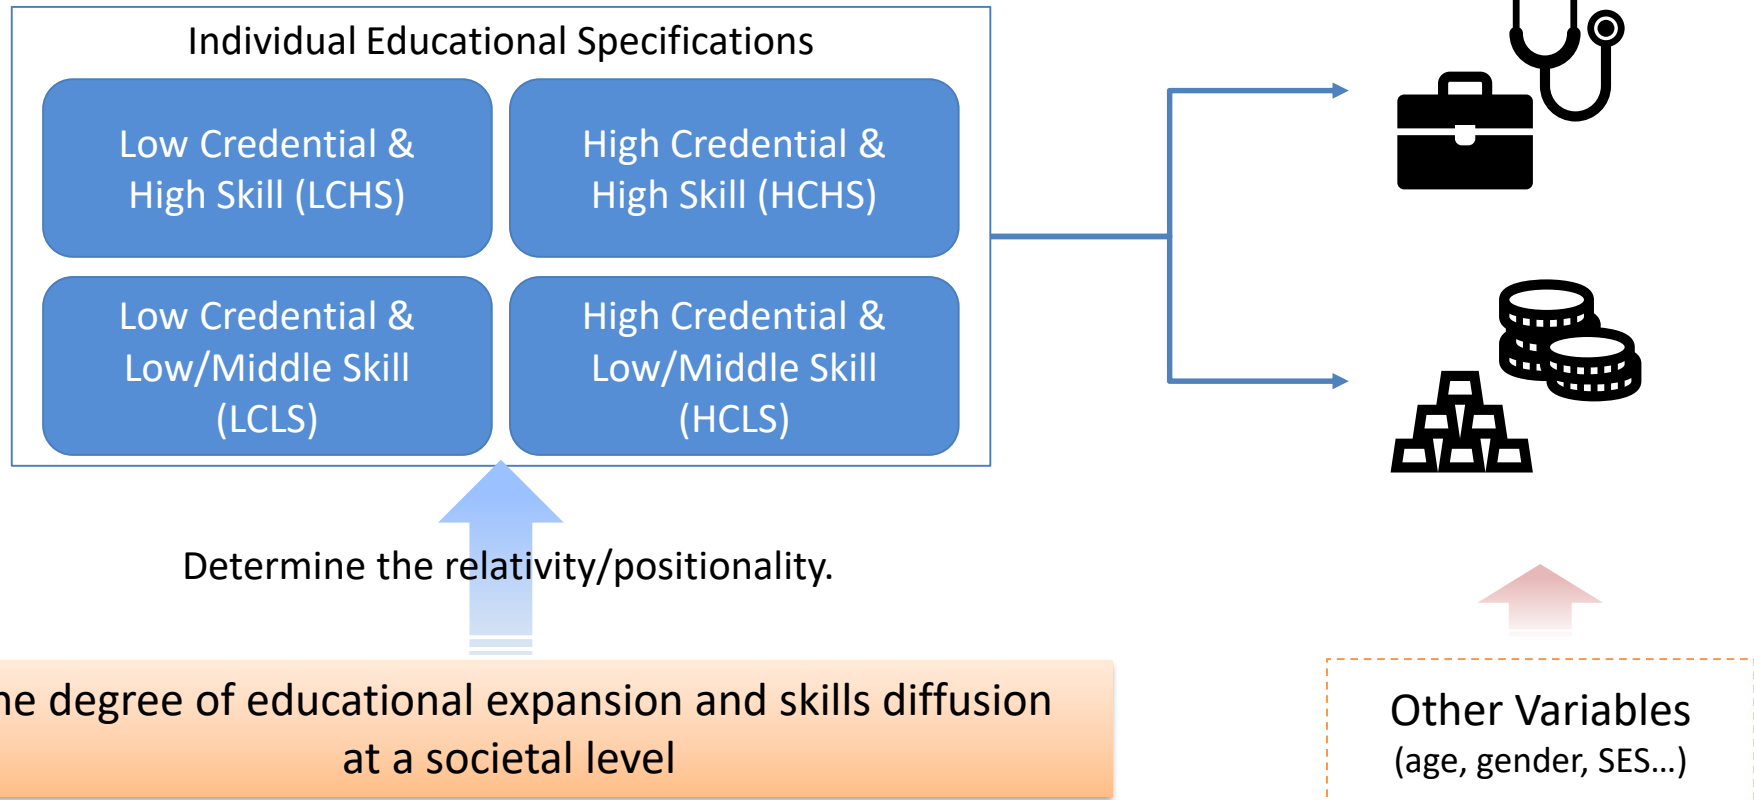 Individual Educational Specifications
Low Credential &
High Skill (LCHS)
High Credential &
High Skill (HCHS)
Low Credential &
Low/Middle Skill
(LCLS)
High Credential &
Low/Middle Skill
(HCLS)
Determine the relativity/positionality.
he degree of educational expansion and skills diffusion
at a societal level
Other Variables
(age, gender, SES...)